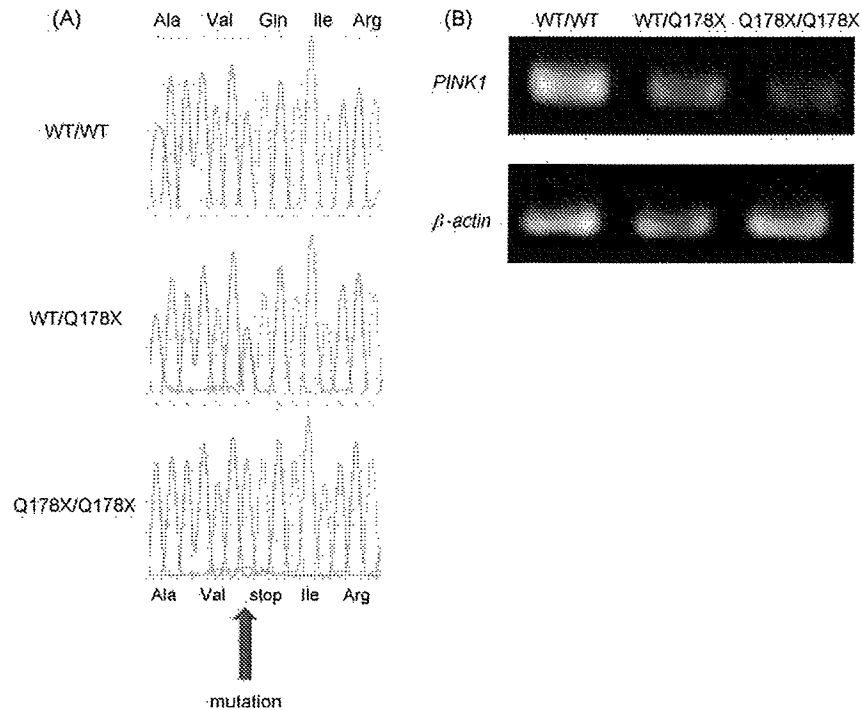 (A)
Ala Val Gln Ile Arg
WT/WT
WT/Q178X
Q178X/Q178X
Ala Val stop Ile Arg
mutation
(B)
WT/WT WT/Q178X Q178X/Q178X
PINK1
β-actin